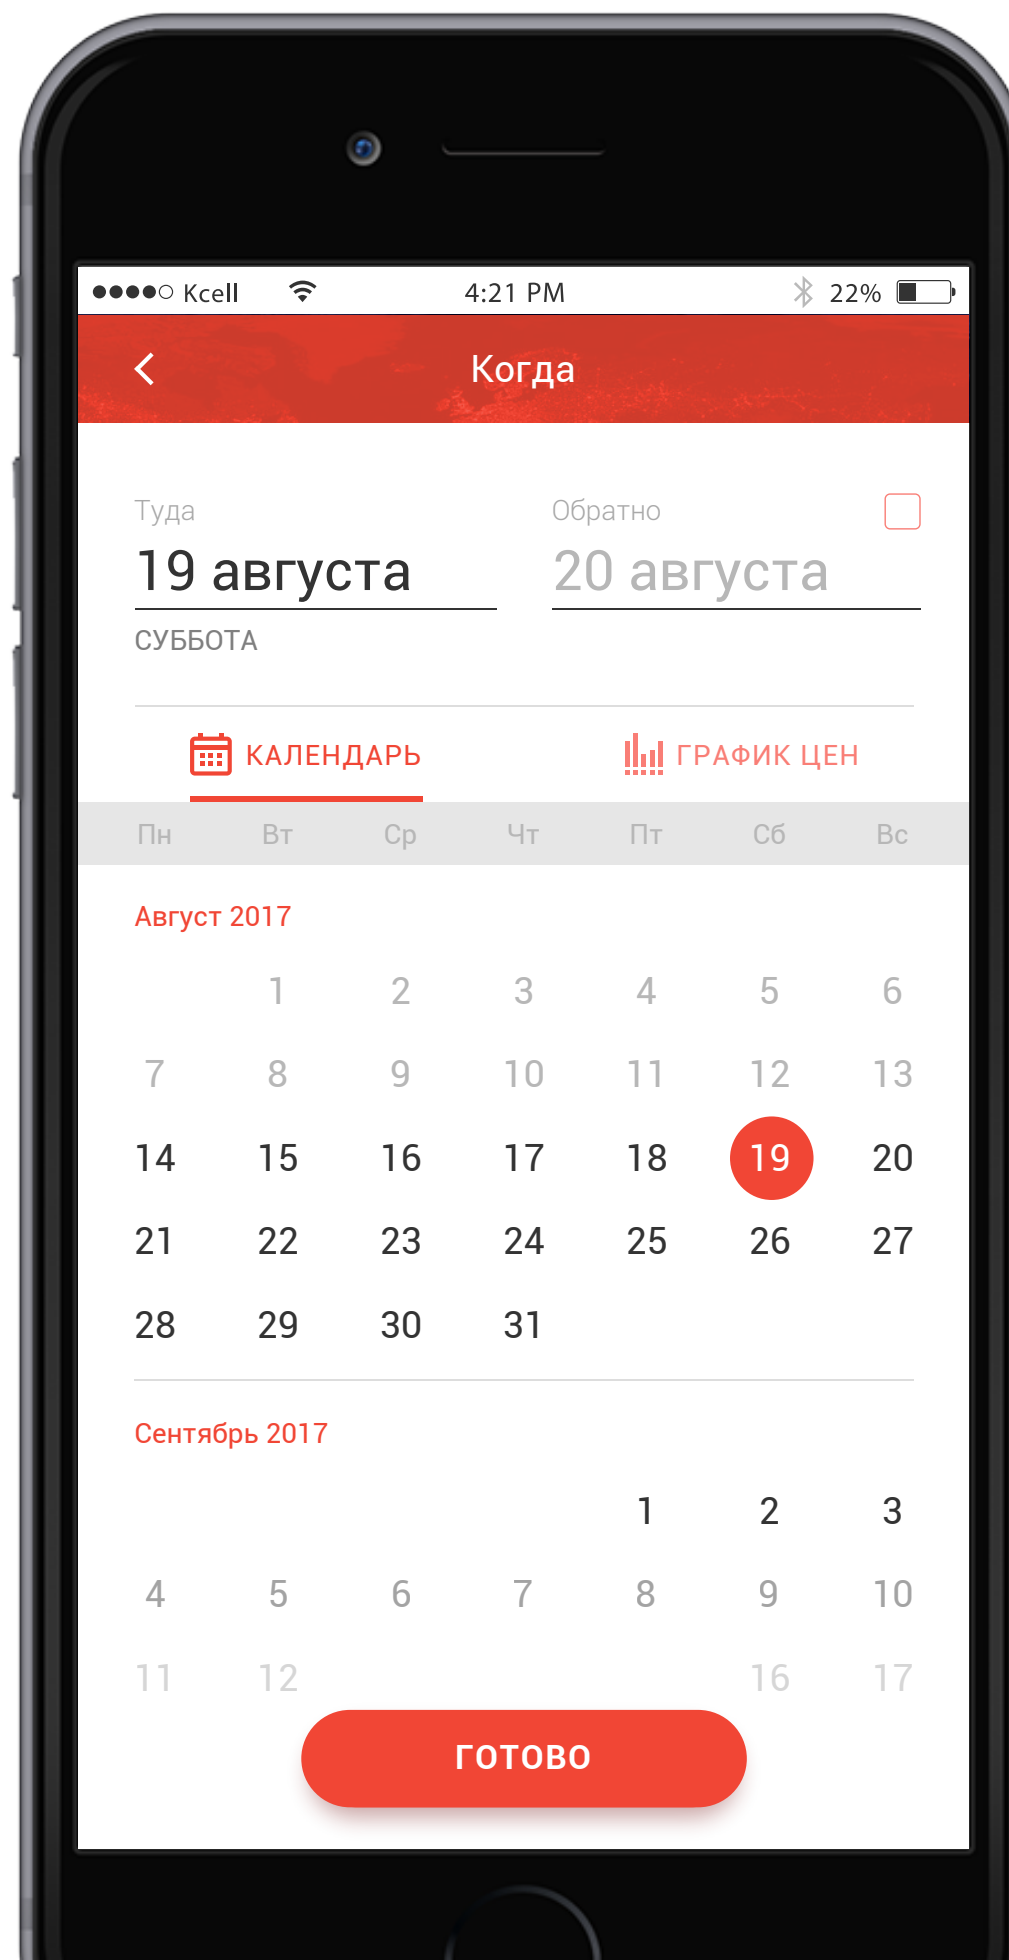 Kcell 4:21 PM 22%
Когда
Туда Обратно
19 августа 20 августа
СУББОТА
КАЛЕНДАРЬ ГРАФИК ЦЕН
Пн Вт Ср Чт Пт Сб Вс
Август 2017
1 2 3 4 5 6
7 8 9 10 11 12 13
14 15 16 17 18 19 20
21 22 23 24 25 26 27
28 29 30 31
Сентябрь 2017
1 2 3
4 5 6 7 8 9 10
11 12 16 17
ГОТОВО